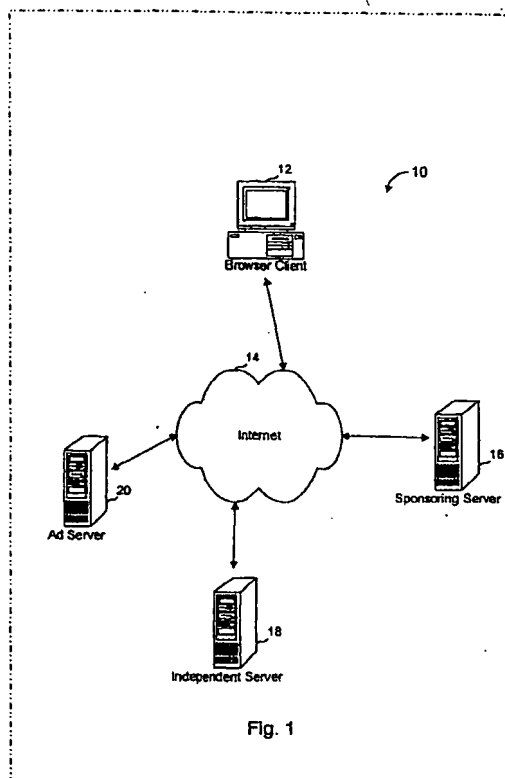 12
10
Browser Client
14
Internet
16
Sponsoring Server
20
Ad Server
18
Independent Server
Fig. 1